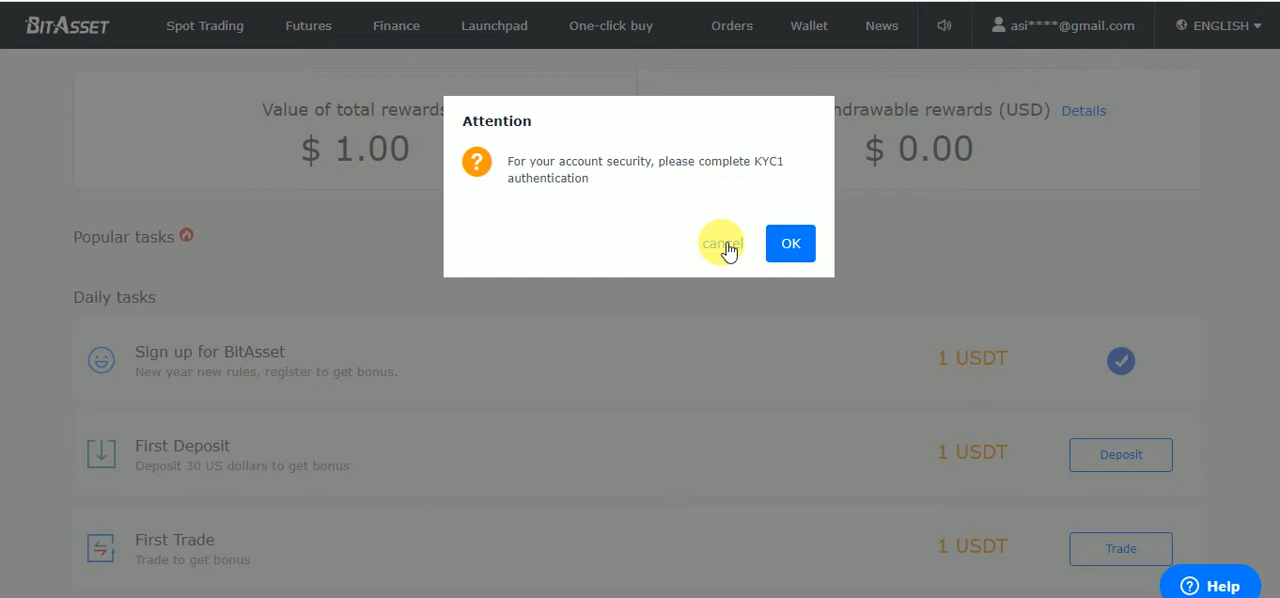 BITASSET Spot Trading Futures Finance Launchpad One-click buy Orders Wallet News asi****@gmail.com ENGLISH
Value of total rewards
$ 1.00
hdrawable rewards (USD) Details
$ 0.00
Attention
For your account security, please complete KYC1
authentication
cancel OK
Popular tasks
Daily tasks
Sign up for BitAsset
New year new rules, register to get bonus.
1 USDT
First Deposit
Deposit 30 US dollars to get bonus
1 USDT
Deposit
First Trade
Trade to get bonus
1 USDT
Trade
Help